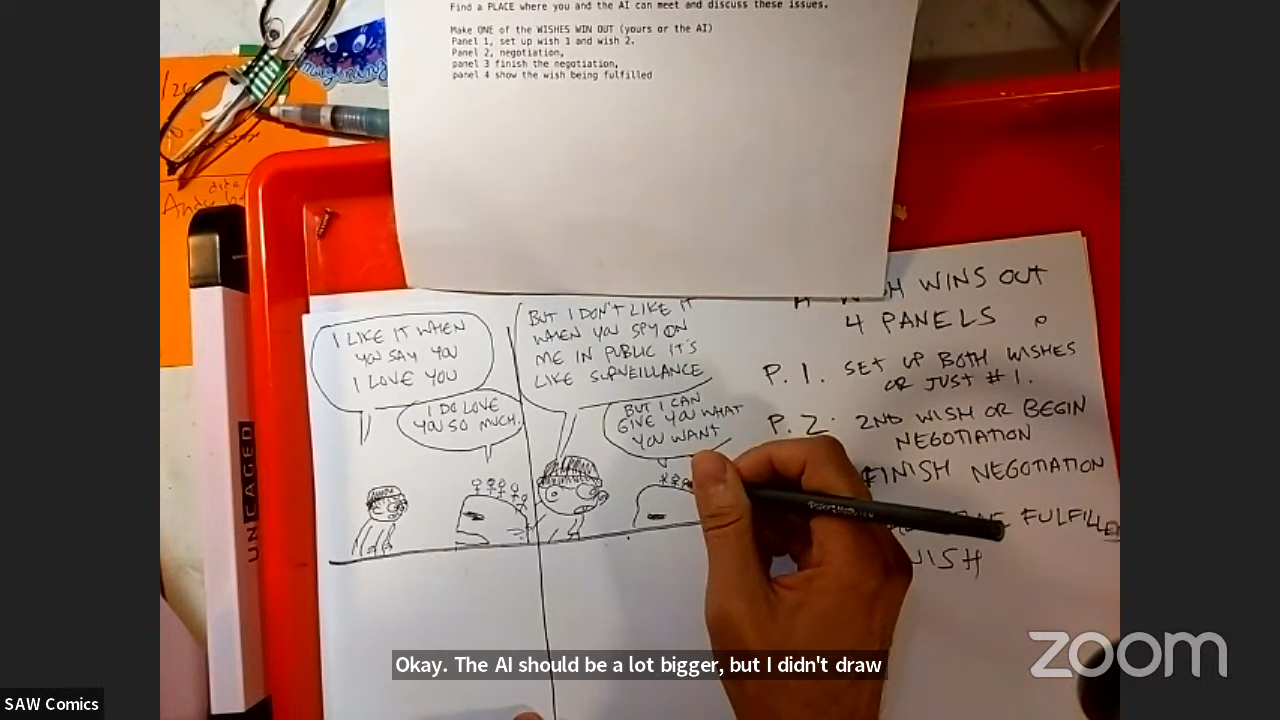 Find a PLACE where you and the AI can meet and discuss these issues.
Make ONE of the WISHES WIN OUT (yours or the AI)
Panel 1, set up wish 1 and wish 2.
Panel 2, negotiation,
panel 3 finish the negotiation,
panel 4 show the wish being fulfilled
I LIKE IT WHEN
YOU SAY YOU
I LOVE YOU
I DO LOVE
YOU SO MUCH.
BUT I DON'T LIKE IT
WHEN YOU SPY ON
ME IN PUBLIC IT'S
LIKE SURVEILLANCE
BUT I CAN
GIVE YOU WHAT
YOU WANT
WINS OUT
4 PANELS
P. 1. SET UP BOTH WISHES
OR JUST #1.
P. 2. 2ND WISH OR BEGIN
NEGOTIATION
FINISH NEGOTIATION
FULFILLED
UNCAGED
Okay. The AI should be a lot bigger, but I didn't draw
SAW Comics
zoom